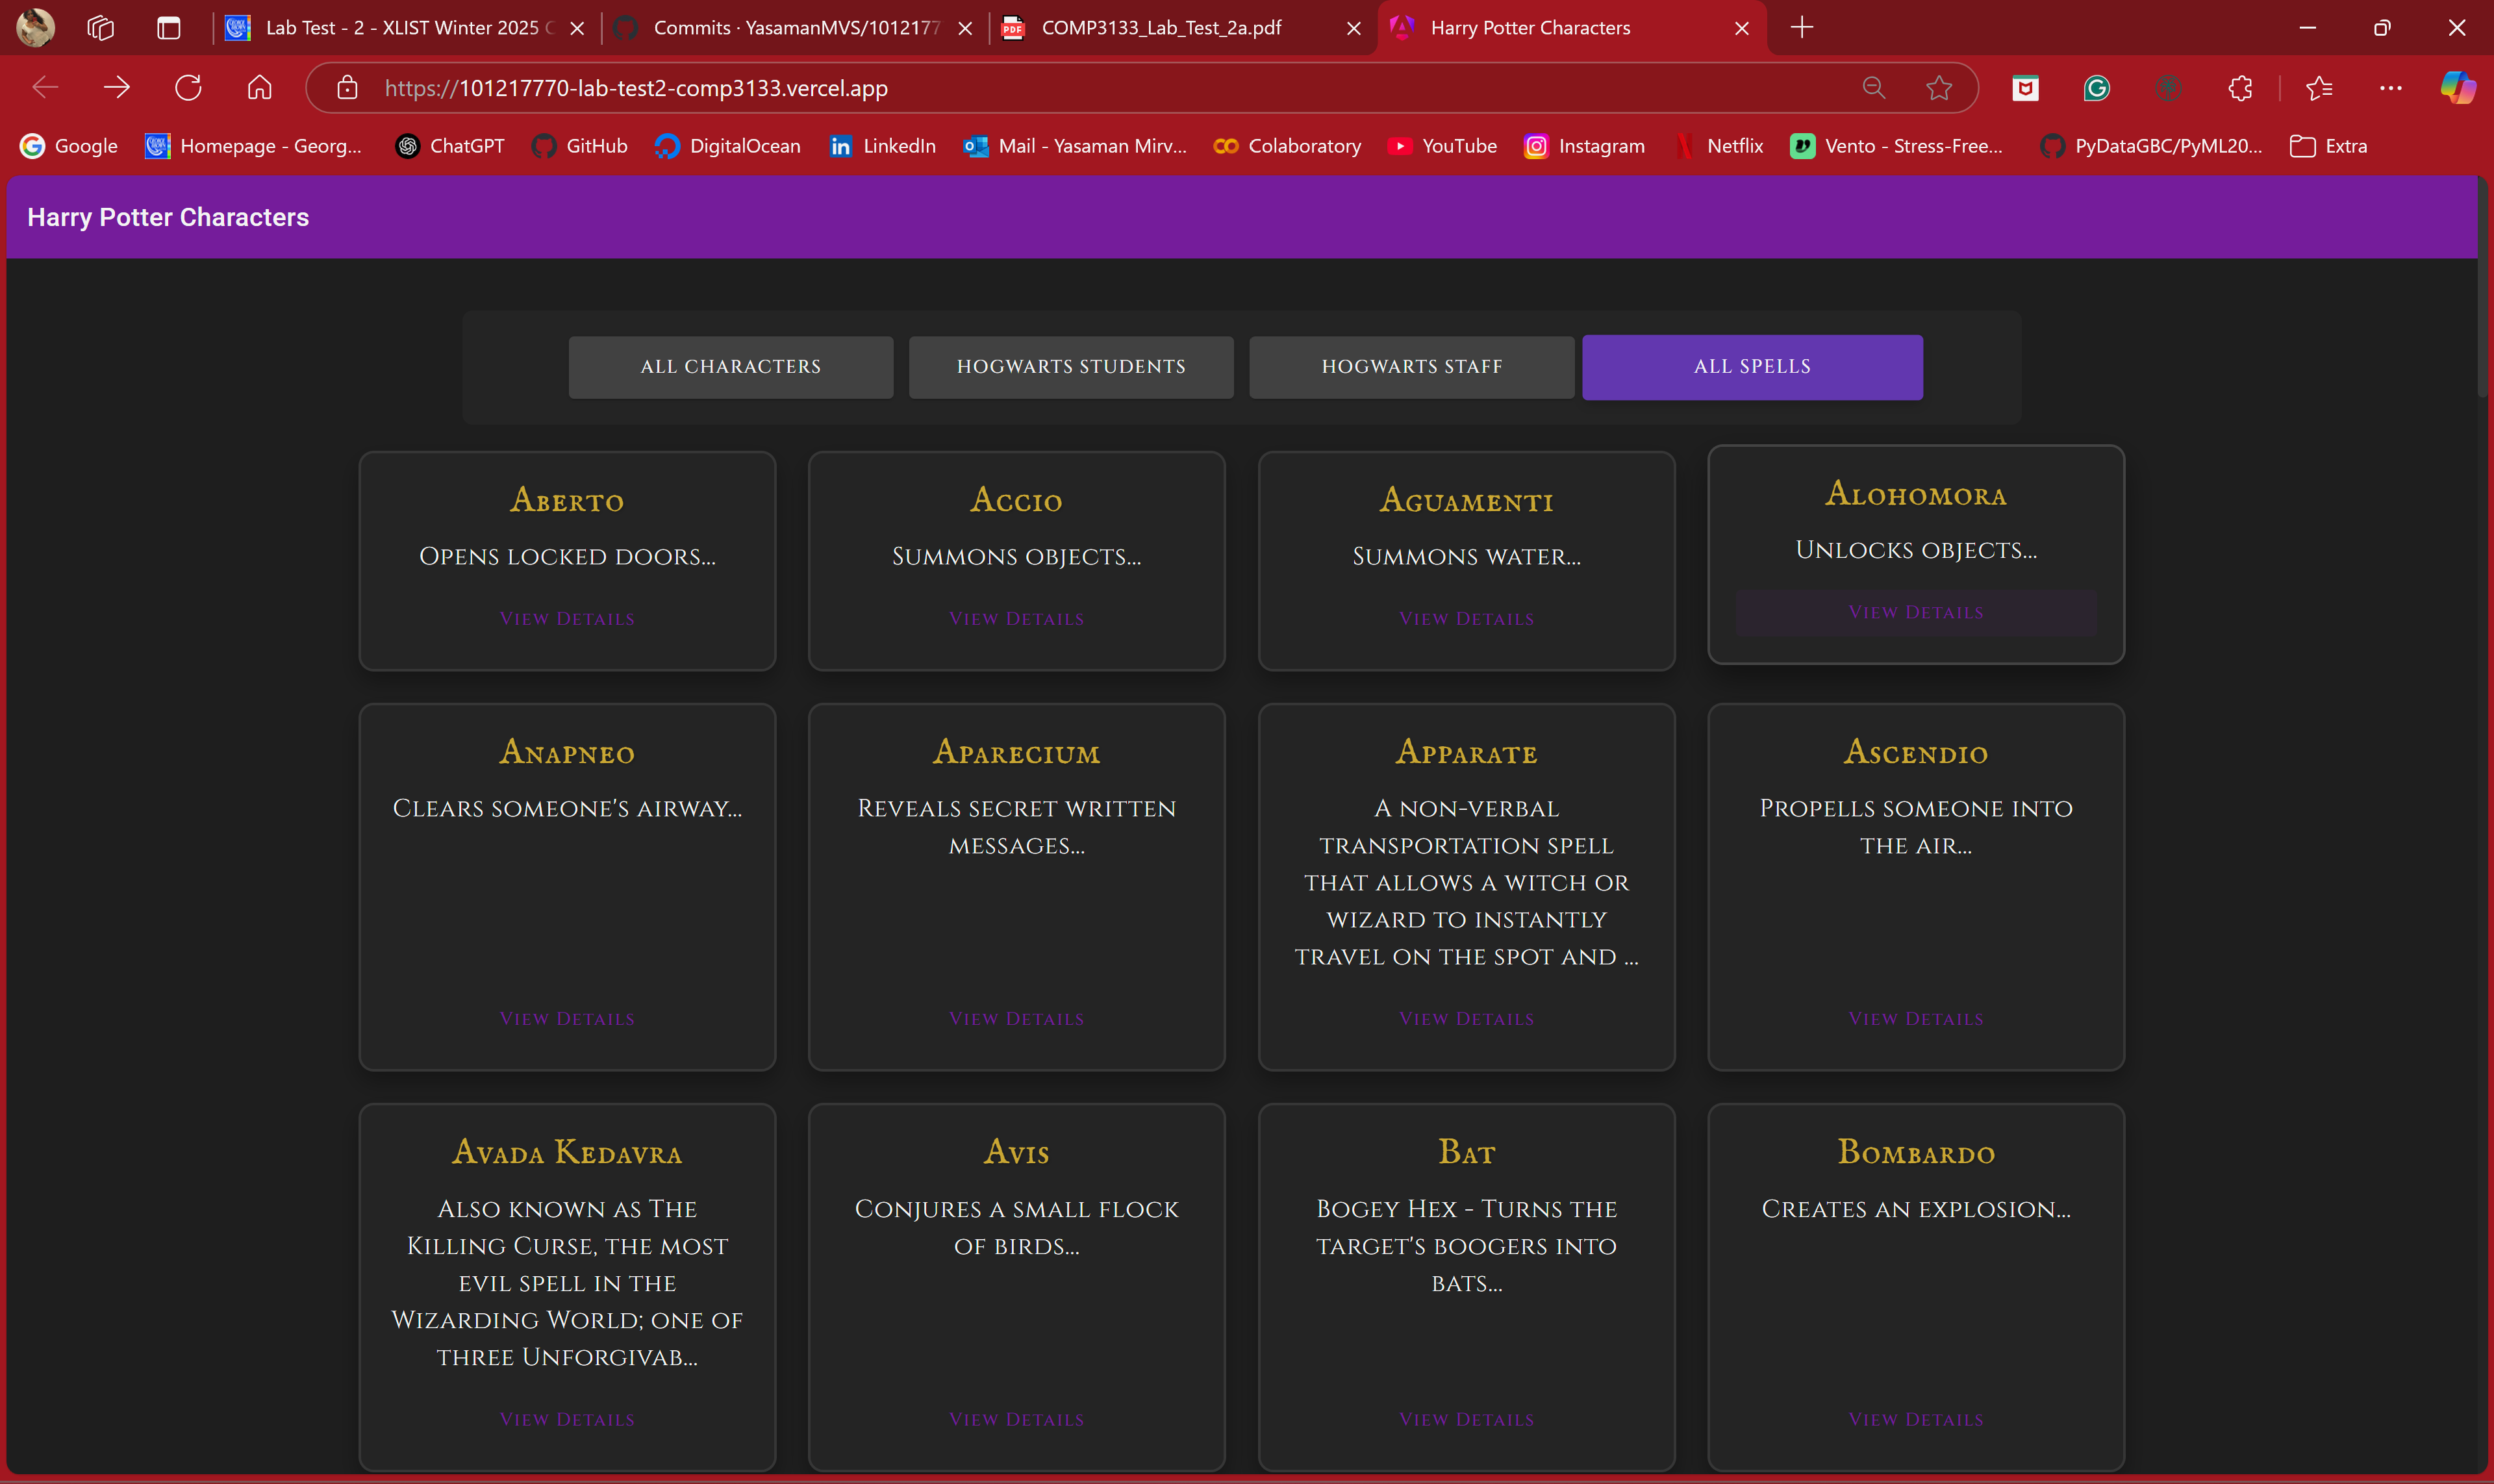 Lab Test - 2 - XLIST Winter 2025 C
Commits · YasamanMVS/1012177
COMP3133_Lab_Test_2a.pdf
Harry Potter Characters
https://101217770-lab-test2-comp3133.vercel.app
Google
Homepage - Georg...
ChatGPT
GitHub
DigitalOcean
LinkedIn
Mail - Yasaman Mirv...
Colaboratory
YouTube
Instagram
Netflix
Vento - Stress-Free...
PyDataGBC/PyML20...
Extra
Harry Potter Characters
ALL CHARACTERS
HOGWARTS STUDENTS
HOGWARTS STAFF
ALL SPELLS
Aberto
Opens locked doors...
View Details
Accio
Summons objects...
View Details
Aguamenti
Summons water...
View Details
Alohomora
Unlocks objects...
View Details
Anapneo
Clears someone's airway...
View Details
Aparecium
Reveals secret written
messages...
View Details
Apparate
A non-verbal
transportation spell
that allows a witch or
wizard to instantly
travel on the spot and ...
View Details
Ascendio
Propells someone into
the air...
View Details
Avada Kedavra
Also known as The
Killing Curse, the most
evil spell in the
Wizarding World; one of
three Unforgivab...
View Details
Avis
Conjures a small flock
of birds...
View Details
Bat
Bogey Hex - Turns the
target's boogers into
bats...
View Details
Bombardo
Creates an explosion...
View Details